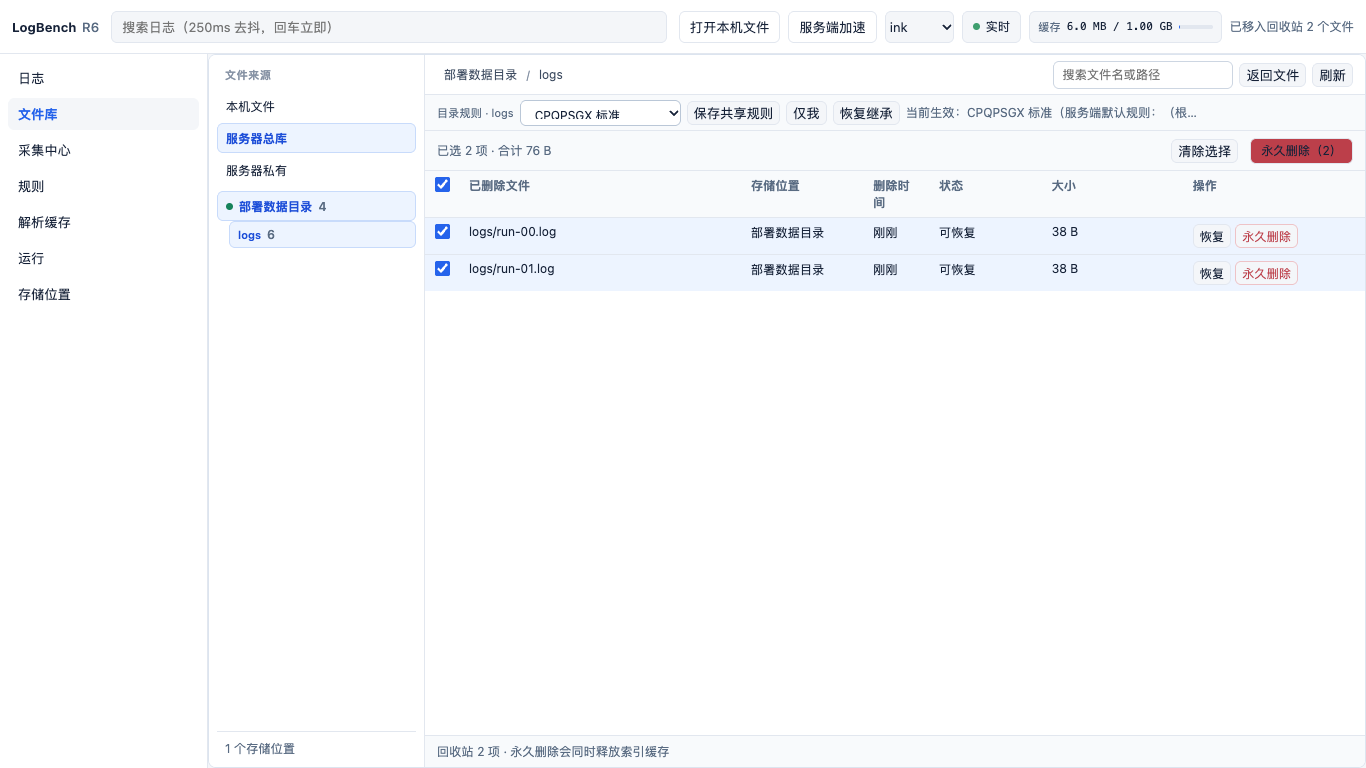 LogBench R6
搜索日志（250ms 去抖，回车立即）
打开本机文件
服务端加速
ink
实时
缓存 6.0 MB / 1.00 GB
已移入回收站 2 个文件
日志
文件库
采集中心
规则
解析缓存
运行
存储位置
文件来源
本机文件
服务器总库
服务器私有
部署数据目录 4
logs 6
1 个存储位置
部署数据目录 / logs
搜索文件名或路径
返回文件
刷新
目录规则 · logs
CPQPSGX 标准
保存共享规则
仅我
恢复继承
当前生效：CPQPSGX 标准（服务端默认规则：（根…
已选 2 项 · 合计 76 B
清除选择
永久删除（2）
已删除文件 存储位置 删除时间 状态 大小 操作
logs/run-00.log 部署数据目录 刚刚 可恢复 38 B 恢复 永久删除
logs/run-01.log 部署数据目录 刚刚 可恢复 38 B 恢复 永久删除
回收站 2 项 · 永久删除会同时释放索引缓存